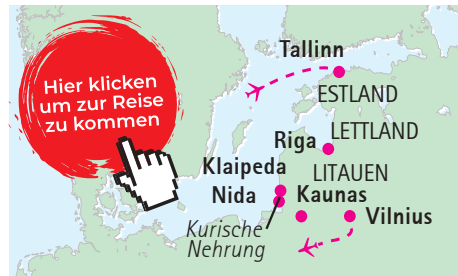 Hier klicken
um zur Reise
zu kommen
Tallinn
ESTLAND
Riga
LETTLAND
Klaipeda
LITAUEN
Nida
Kaunas
Vilnius
Kurische
Nehrung